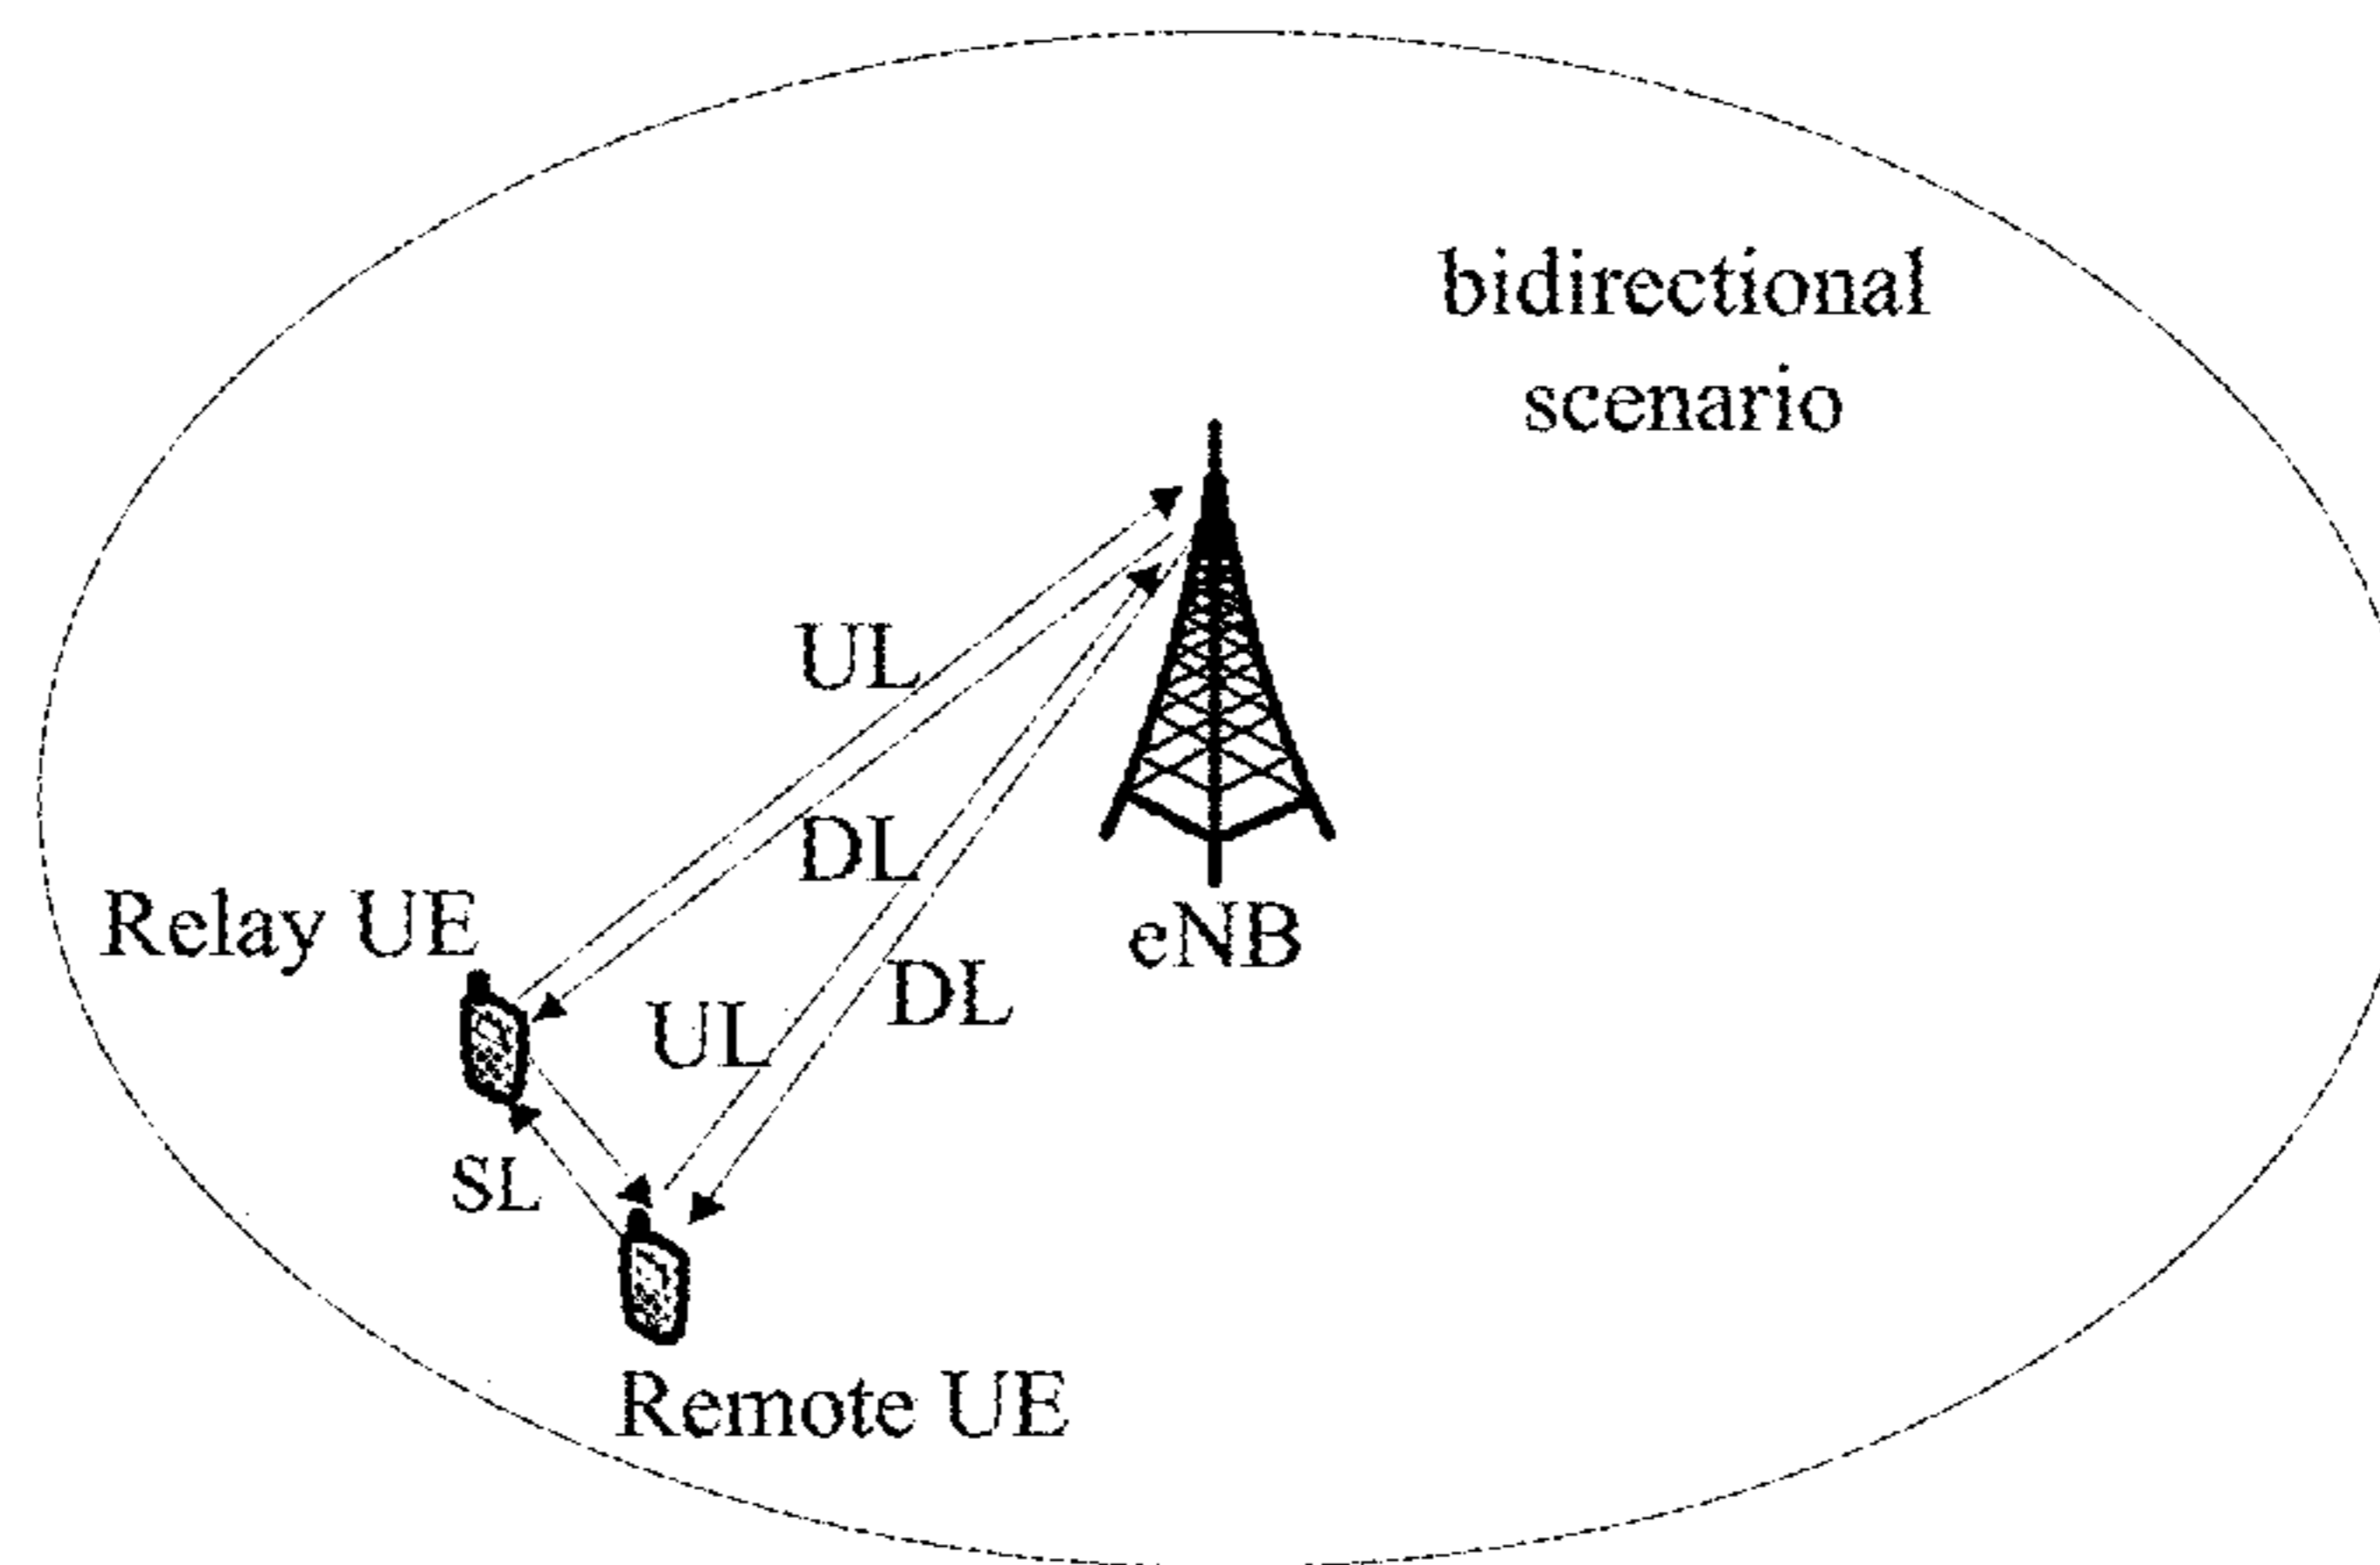 bidirectional
scenario
UL
DL
Relay UE
eNB
DL
UL
SL
Remote UE